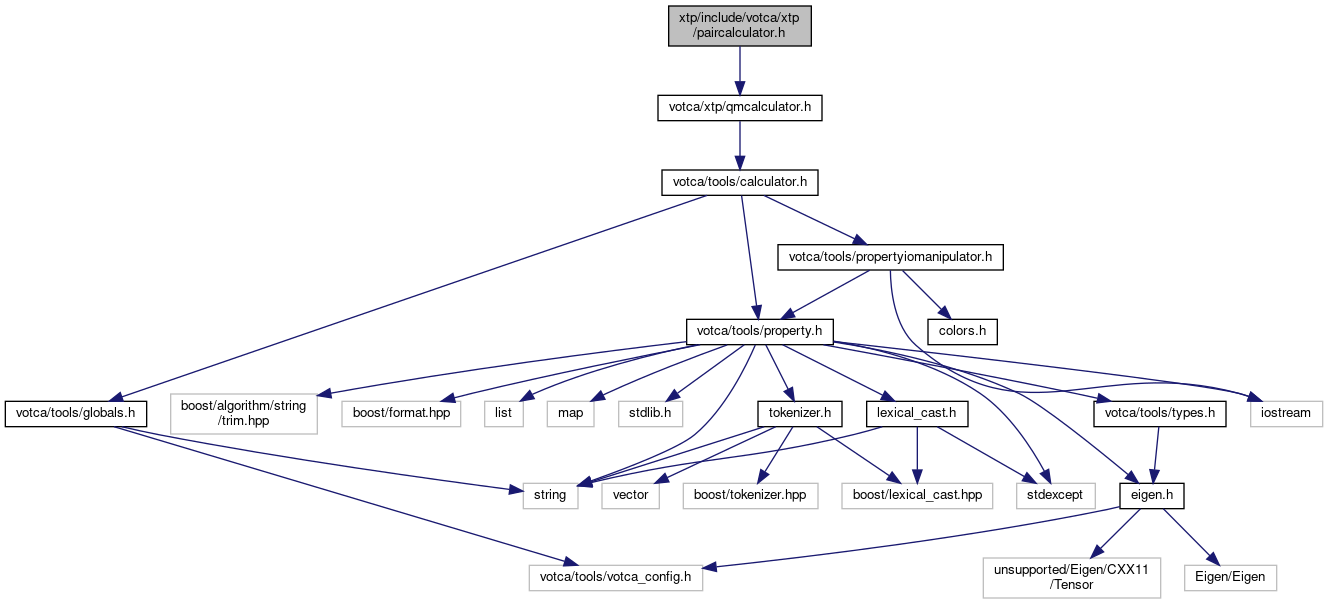 xtp/include/votca/xtp
/paircalculator.h
votca/xtp/qmcalculator.h
votca/tools/calculator.h
votca/tools/propertyiomanipulator.h
votca/tools/property.h
colors.h
votca/tools/globals.h
boost/algorithm/string
/trim.hpp
boost/format.hpp
list
map
stdlib.h
tokenizer.h
lexical_cast.h
votca/tools/types.h
iostream
string
vector
boost/tokenizer.hpp
boost/lexical_cast.hpp
stdexcept
eigen.h
votca/tools/votca_config.h
unsupported/Eigen/CXX11
/Tensor
Eigen/Eigen